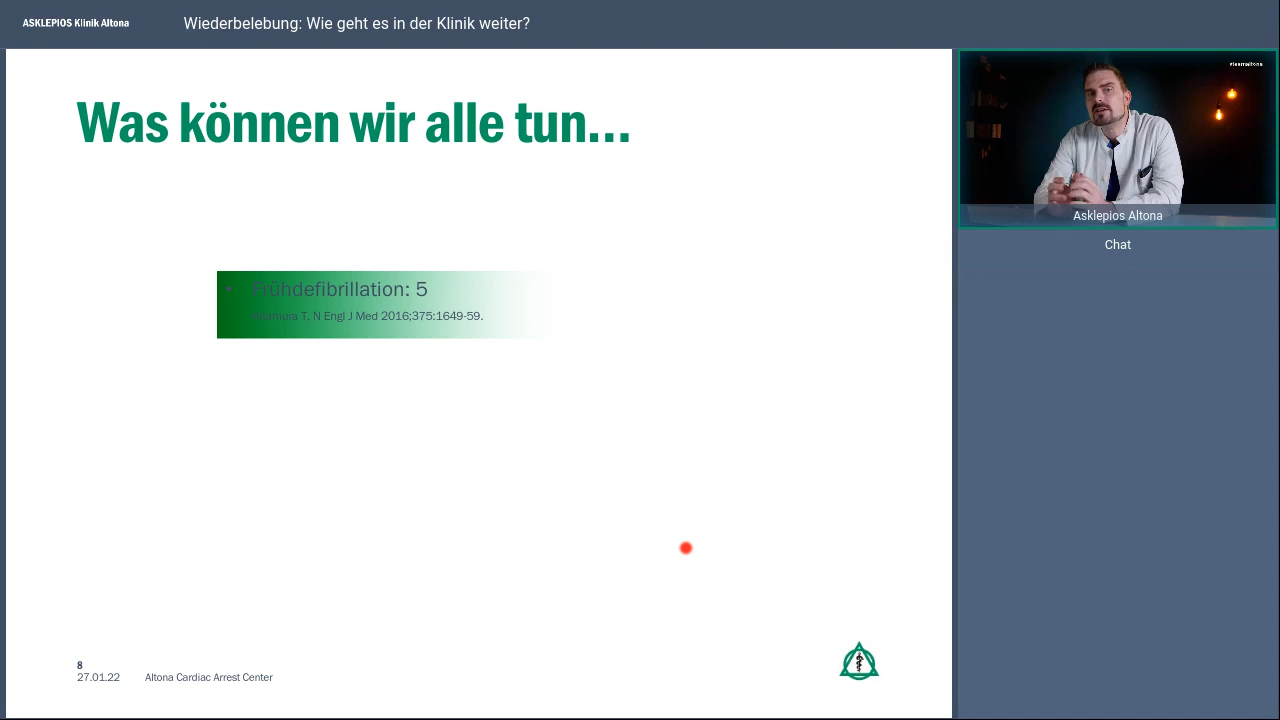 ASKLEPIOS Klinik Altona
Wiederbelebung: Wie geht es in der Klinik weiter?
Was können wir alle tun...
• Frühdefibrillation: 5
T, N Engl J Med 2016;375:1649-59.
8
27.01.22 Altona Cardiac Arrest Center
#teamaltona
Asklepios Altona
Chat